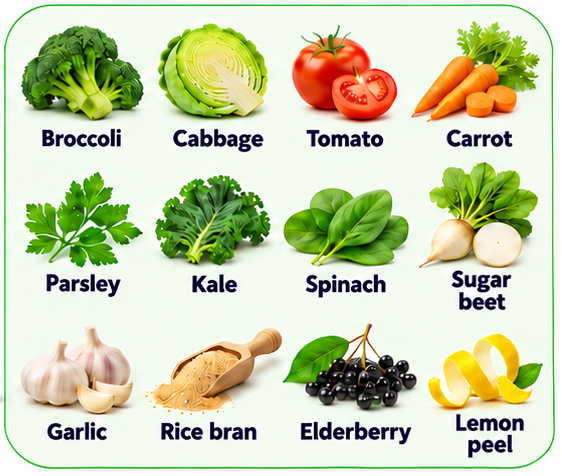 Broccoli
Cabbage
Tomato
Carrot
Parsley
Kale
Spinach
Sugar
beet
Garlic
Rice bran
Elderberry
Lemon
peel